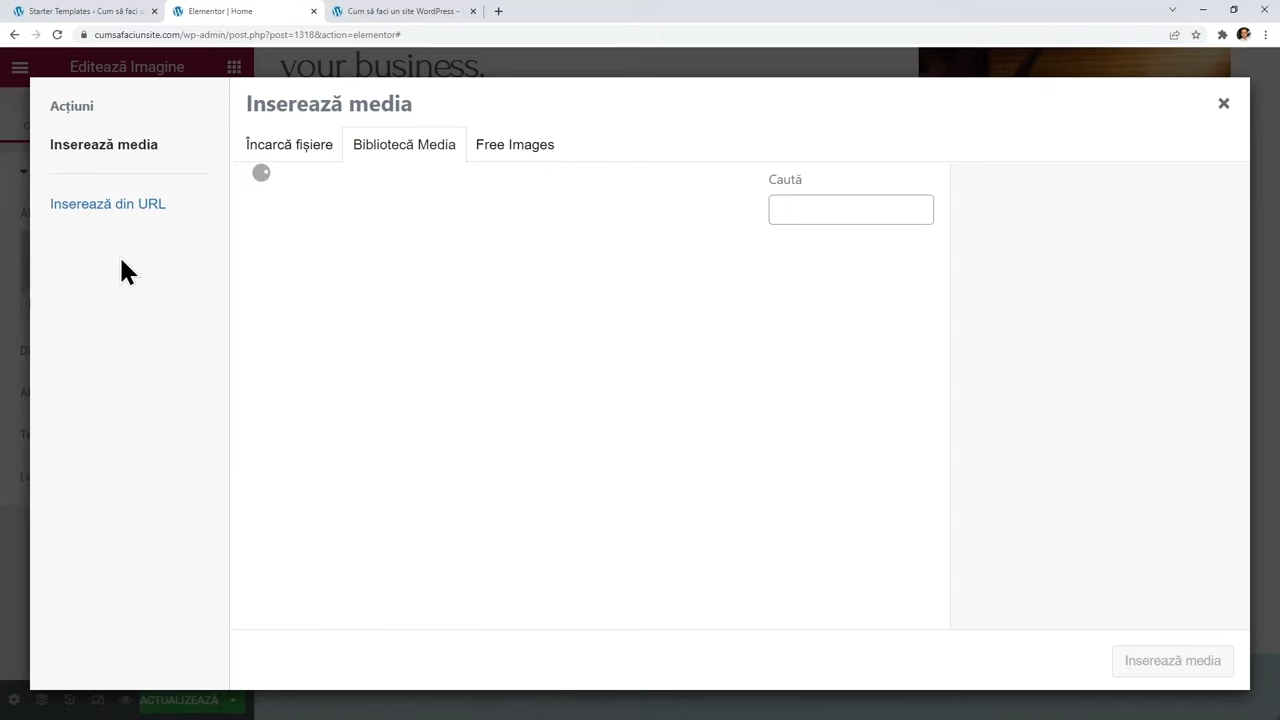 Starter Templates ‹ Cum să faci u
Elementor | Home
Cum să faci un site WordPress –
cumsafaciunsite.com/wp-admin/post.php?post=1318&action=elementor#
Editează Imagine
your business.
Acțiuni
Inserează media
Inserează din URL
Inserează media
Încarcă fișiere
Bibliotecă Media
Free Images
Caută
Inserează media
ACTUALIZEAZĂ